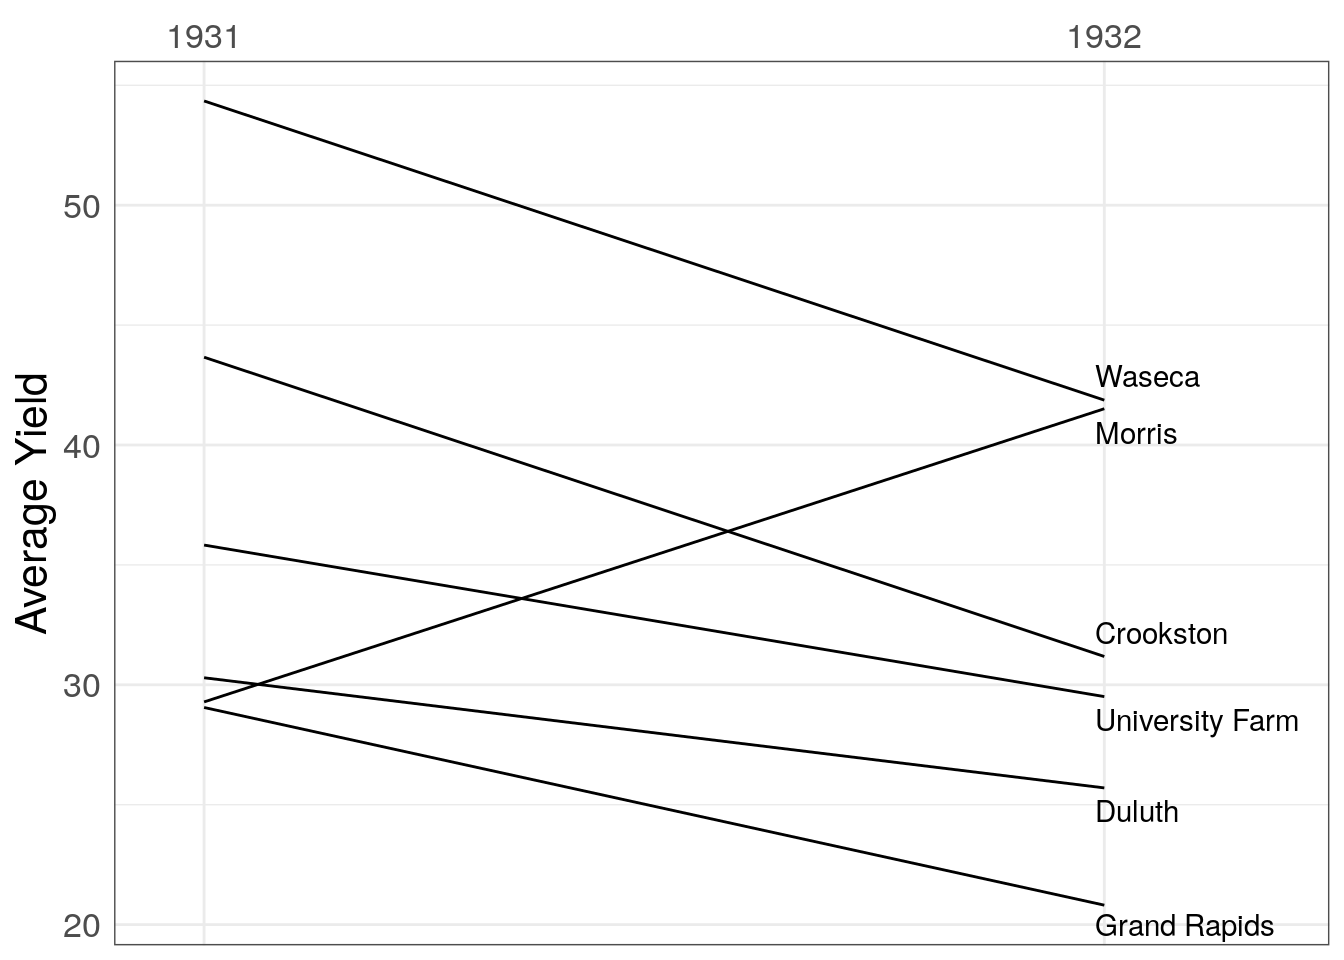 1931
1932
Average Yield
50
40
30
20
Waseca
Morris
Crookston
University Farm
Duluth
Grand Rapids